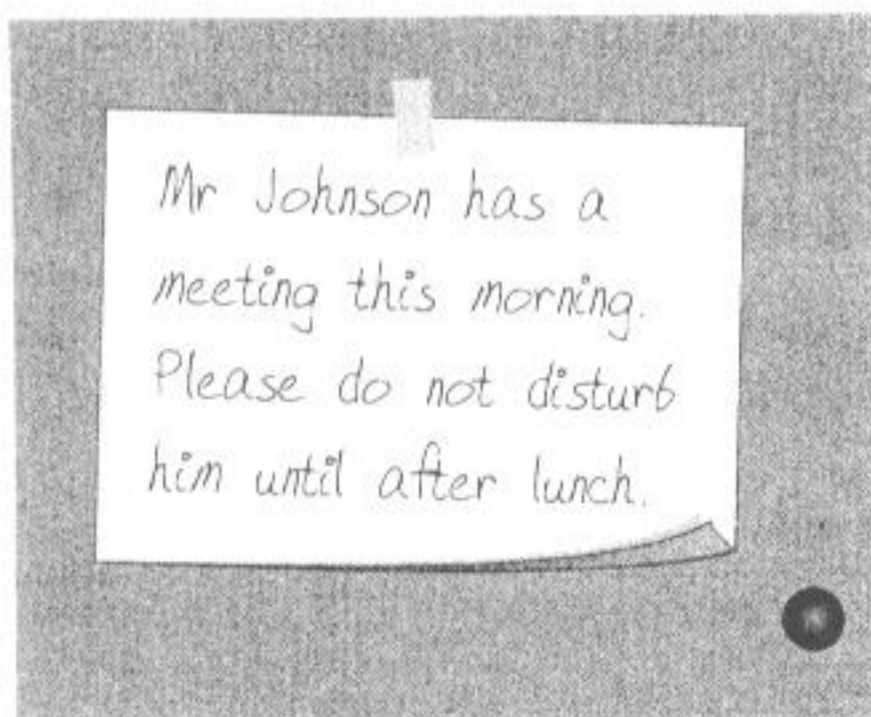 Mr Johnson has a
meeting this morning.
Please do not disturb
him until after lunch.